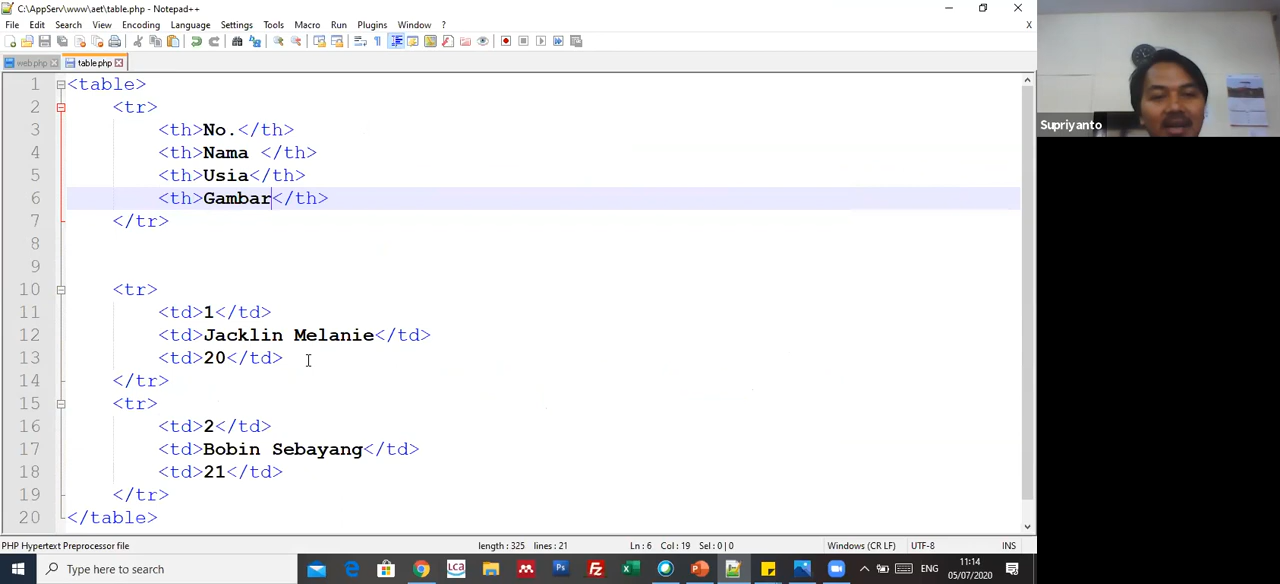 C:\AppServ\www\aet\table.php - Notepad++
File Edit Search View Encoding Language Settings Tools Macro Run Plugins Window ?
X
web.php table.php
1 <table>
2 <tr>
3 <th>No.</th>
4 <th>Nama </th>
5 <th>Usia</th>
6 <th>Gambar</th>
7 </tr>
8
9
10 <tr>
11 <td>1</td>
12 <td>Jacklin Melanie</td>
13 <td>20</td>
14 </tr>
15 <tr>
16 <td>2</td>
17 <td>Bobin Sebayang</td>
18 <td>21</td>
19 </tr>
20 </table>
PHP Hypertext Preprocessor file length : 325 lines : 21 Ln : 6 Col : 19 Sel : 0 | 0 Windows (CR LF) UTF-8 INS
Type here to search
LCA
Ps
Fz
ENG
11:14
05/07/2020
Supriyanto